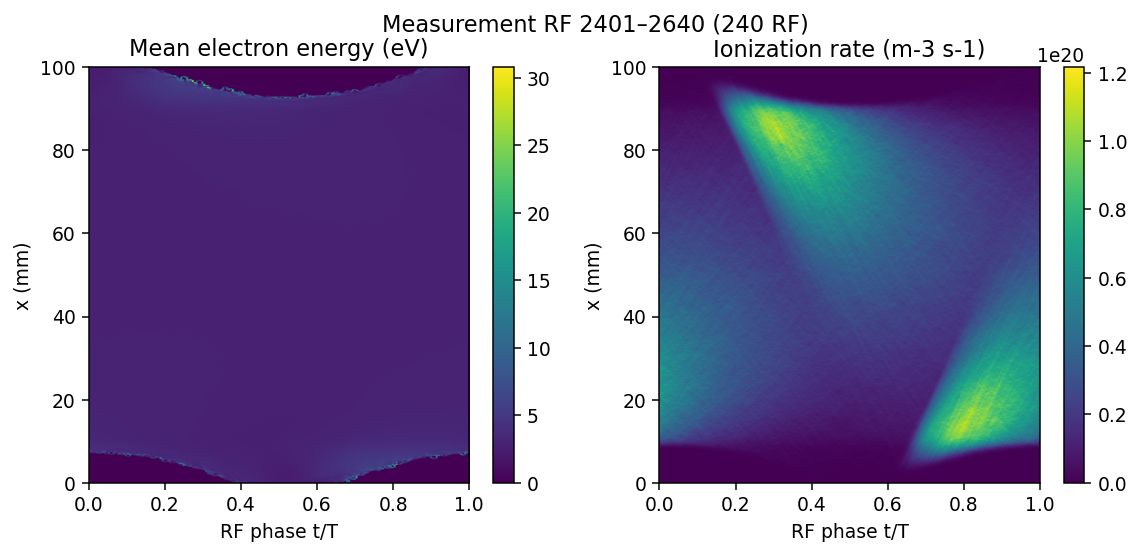 Measurement RF 2401–2640 (240 RF)
Mean electron energy (eV)
100
80
60
40
20
0
x (mm)
0.0 0.2 0.4 0.6 0.8 1.0
RF phase t/T
30
25
20
15
10
5
0
Ionization rate (m-3 s-1)
1e20
100
80
60
40
20
0
x (mm)
0.0 0.2 0.4 0.6 0.8 1.0
RF phase t/T
1.2
1.0
0.8
0.6
0.4
0.2
0.0